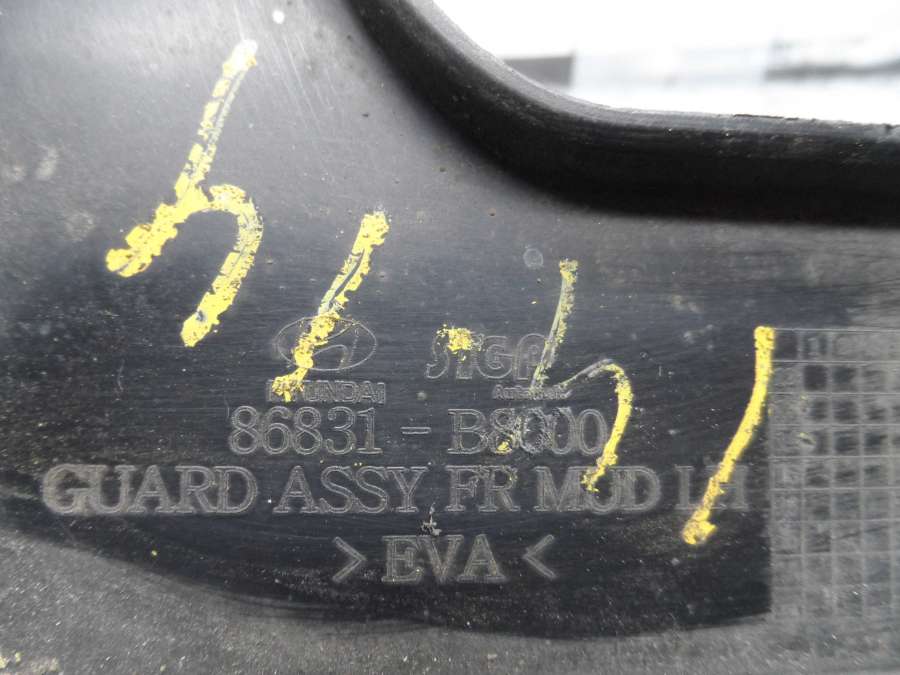 HYUNDAI
86831 - B8000
GUARD ASSY FR MUD LH
> EVA <